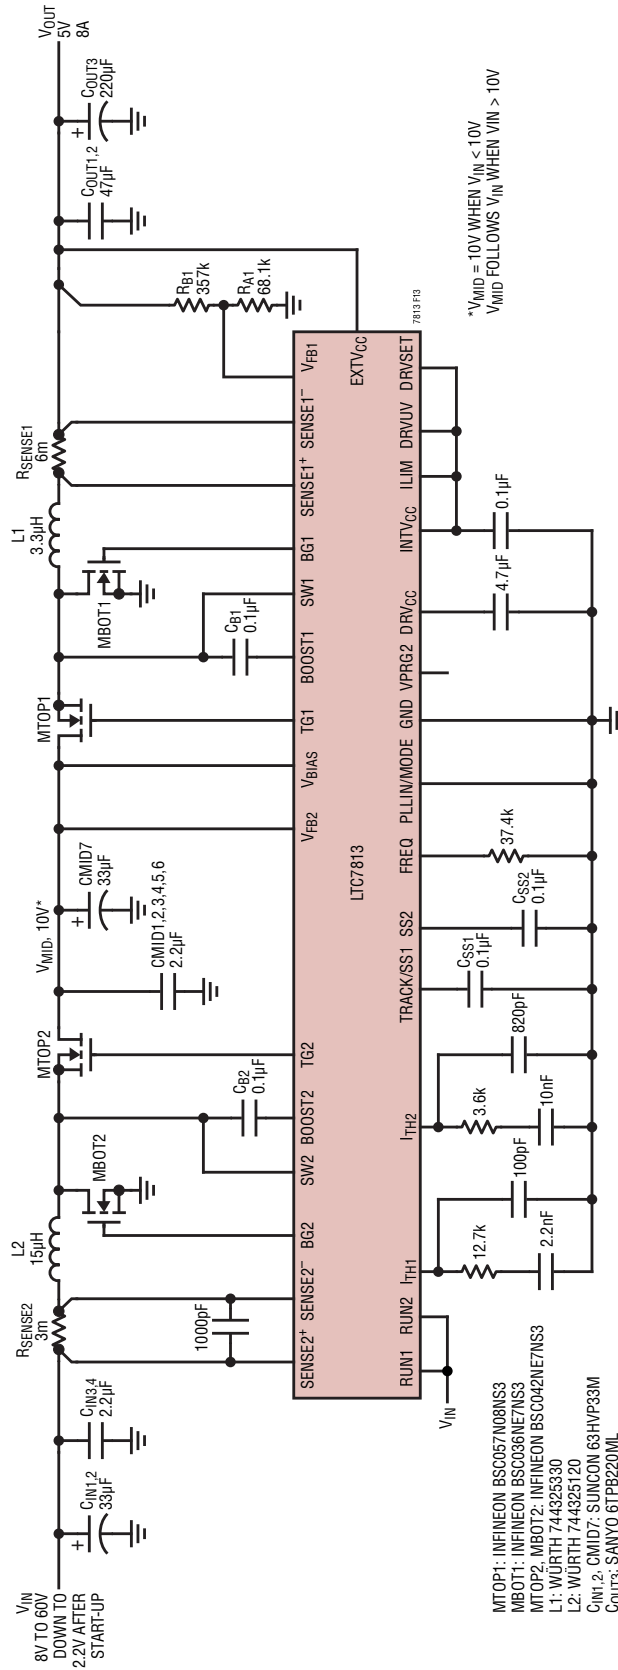 VIN
8V TO 60V
DOWN TO
2.2V AFTER
START-UP
CIN1,2
33µF
+
CIN3,4
2.2µF
RSENSE2
3m
L2
15µH
MBOT2
MTOP2
VMID, 10V*
CMID1,2,3,4,5,6
2.2µF
+
CMID7
33µF
MTOP1
MBOT1
L1
3.3µH
RSENSE1
6m
COUT1,2
47µF
+
COUT3
220µF
VOUT
5V
8A
1000pF
CB2
0.1µF
CB1
0.1µF
RB1
357k
RA1
68.1k
SENSE2+
SENSE2−
BG2
SW2
BOOST2
TG2
VFB2
VBIAS
TG1
BOOST1
SW1
BG1
SENSE1+
SENSE1−
VFB1
EXTVCC
LTC7813
RUN1
RUN2
ITH1
ITH2
TRACK/SS1
SS2
FREQ
PLLIN/MODE
GND
VPRG2
DRVCC
INTVCC
ILIM
DRVUV
DRVSET
7813 F13
VIN
12.7k
2.2nF
100pF
3.6k
10nF
820pF
CSS1
0.1µF
CSS2
0.1µF
37.4k
4.7µF
0.1µF
*VMID = 10V WHEN VIN < 10V
VMID FOLLOWS VIN WHEN VIN > 10V
MTOP1: INFINEON BSC057N08NS3
MBOT1: INFINEON BSC036NE7NS3
MTOP2, MBOT2: INFINEON BSC042NE7NS3
L1: WÜRTH 744325330
L2: WÜRTH 744325120
CIN1,2, CMID7: SUNCON 63HVP33M
COUT3: SANYO 6TPB220ML